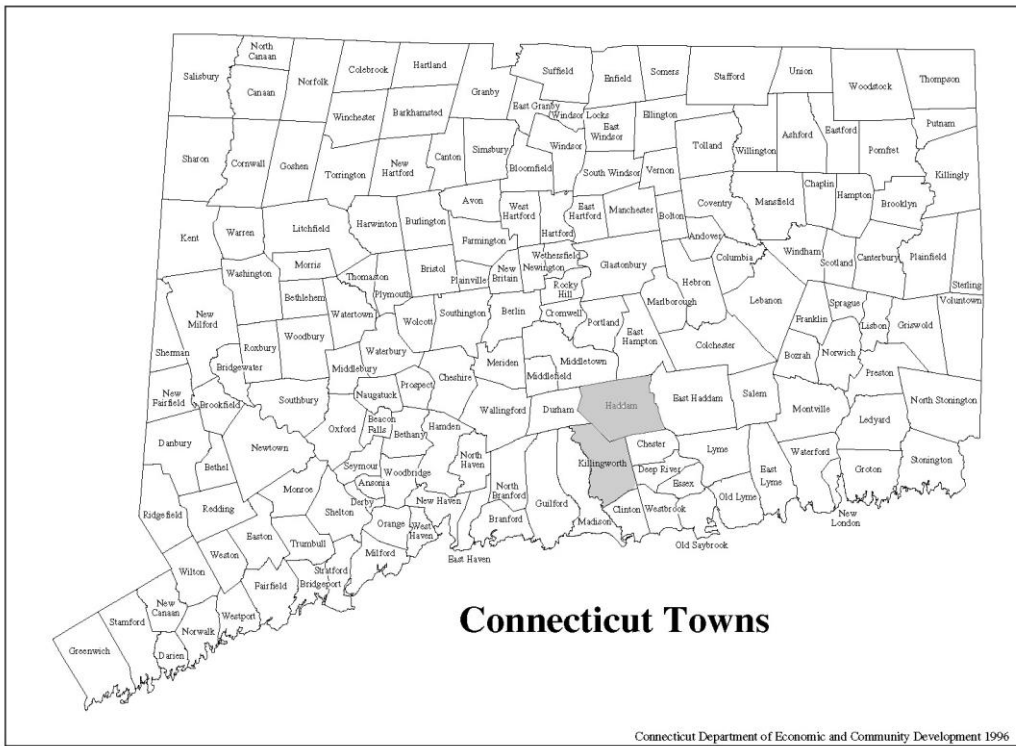 North
Canaan
Salisbury
Canaan
Norfolk
Colebrook
Hartland
Suffield
Enfield
Somers
Stafford
Union
Woodstock
Thompson
Granby
East Granby
Windsor Locks
Winchester
Barkhamsted
East
Windsor
Ellington
Putnam
Ashford
Eastford
Sharon
Cornwall
Goshen
Torrington
New
Hartford
Canton
Simsbury
Bloomfield
Windsor
South Windsor
Vernon
Tolland
Willington
Pomfret
Killingly
Kent
Warren
Litchfield
Harwinton
Burlington
Avon
West
Hartford
Hartford
East
Hartford
Manchester
Bolton
Coventry
Mansfield
Chaplin
Hampton
Brooklyn
Andover
Columbia
Farmington
Wethersfield
Newington
New
Britain
Plainville
Bristol
Plymouth
Thomaston
Morris
Washington
Bethlehem
Watertown
Wolcott
Southington
Berlin
Rocky
Hill
Cromwell
Glastonbury
Hebron
Marlborough
Lebanon
Windham
Scotland
Canterbury
Plainfield
Sterling
Voluntown
New
Milford
Sherman
Roxbury
Woodbury
Bridgewater
Waterbury
Middlebury
Portland
East
Hampton
Colchester
Franklin
Sprague
Lisbon
Griswold
Bozrah
Norwich
Preston
New
Fairfield
Brookfield
Southbury
Naugatuck
Prospect
Cheshire
Meriden
Middletown
Middlefield
Wallingford
Durham
Haddam
East Haddam
Salem
Montville
Ledyard
North Stonington
Danbury
Bethel
Newtown
Oxford
Beacon
Falls
Bethany
Hamden
North
Haven
Killingworth
Chester
Deep River
Essex
Lyme
East
Lyme
Waterford
Groton
Stonington
Ridgefield
Redding
Monroe
Seymour
Ansonia
Derby
Woodbridge
Shelton
New Haven
North
Branford
Branford
Guilford
Madison
Clinton
Westbrook
Old Lyme
New
London
Old Saybrook
Easton
Trumbull
Orange
West
Haven
Milford
East Haven
Wilton
Weston
Fairfield
Bridgeport
Stratford
Stamford
New
Canaan
Norwalk
Westport
Greenwich
Darien
Connecticut Towns
Connecticut Department of Economic and Community Development 1996